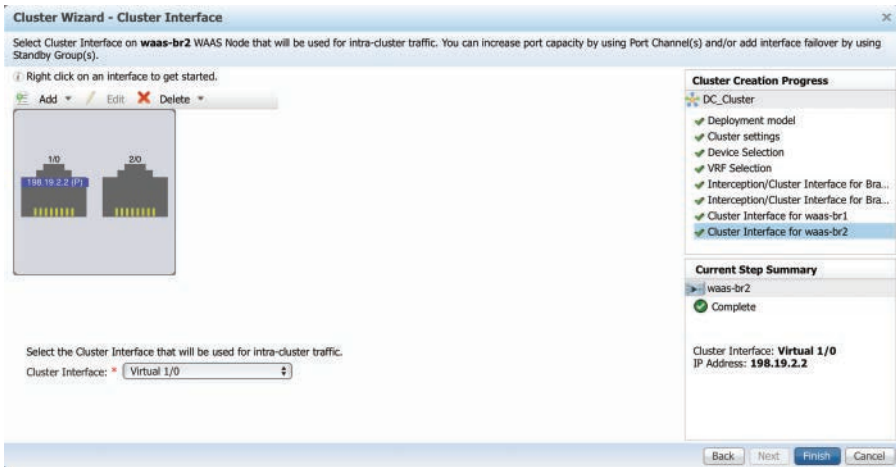 Cluster Wizard - Cluster Interface
Select Cluster Interface on waas-br2 WAAS Node that will be used for intra-cluster traffic. You can increase port capacity by using Port Channel(s) and/or add interface failover by using
Standby Group(s).
Right click on an interface to get started.
Add Edit Delete
1/0 2/0
198.19.2.2 (P)
Select the Cluster Interface that will be used for intra-cluster traffic.
Cluster Interface: * Virtual 1/0
Cluster Creation Progress
DC_Cluster
Deployment model
Cluster settings
Device Selection
VRF Selection
Interception/Cluster Interface for Bra...
Interception/Cluster Interface for Bra...
Cluster Interface for waas-br1
Cluster Interface for waas-br2
Current Step Summary
waas-br2
Complete
Cluster Interface: Virtual 1/0
IP Address: 198.19.2.2
Back Next Finish Cancel